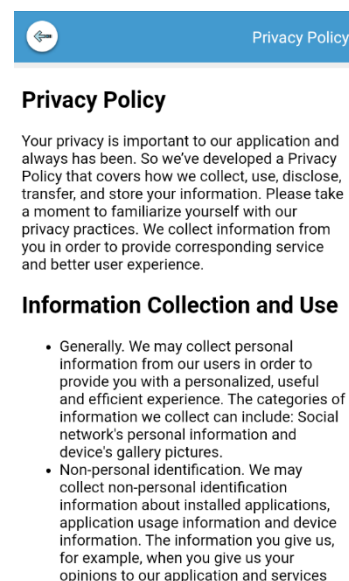 Privacy Policy
Privacy Policy
Your privacy is important to our application and
always has been. So we've developed a Privacy
Policy that covers how we collect, use, disclose,
transfer, and store your information. Please take
a moment to familiarize yourself with our
privacy practices. We collect information from
you in order to provide corresponding service
and better user experience.
Information Collection and Use
• Generally. We may collect personal
information from our users in order to
provide you with a personalized, useful
and efficient experience. The categories of
information we collect can include: Social
network's personal information and
device's gallery pictures.
• Non-personal identification. We may
collect non-personal identification
information about installed applications,
application usage information and device
information. The information you give us,
for example, when you give us your
opinions to our application and services